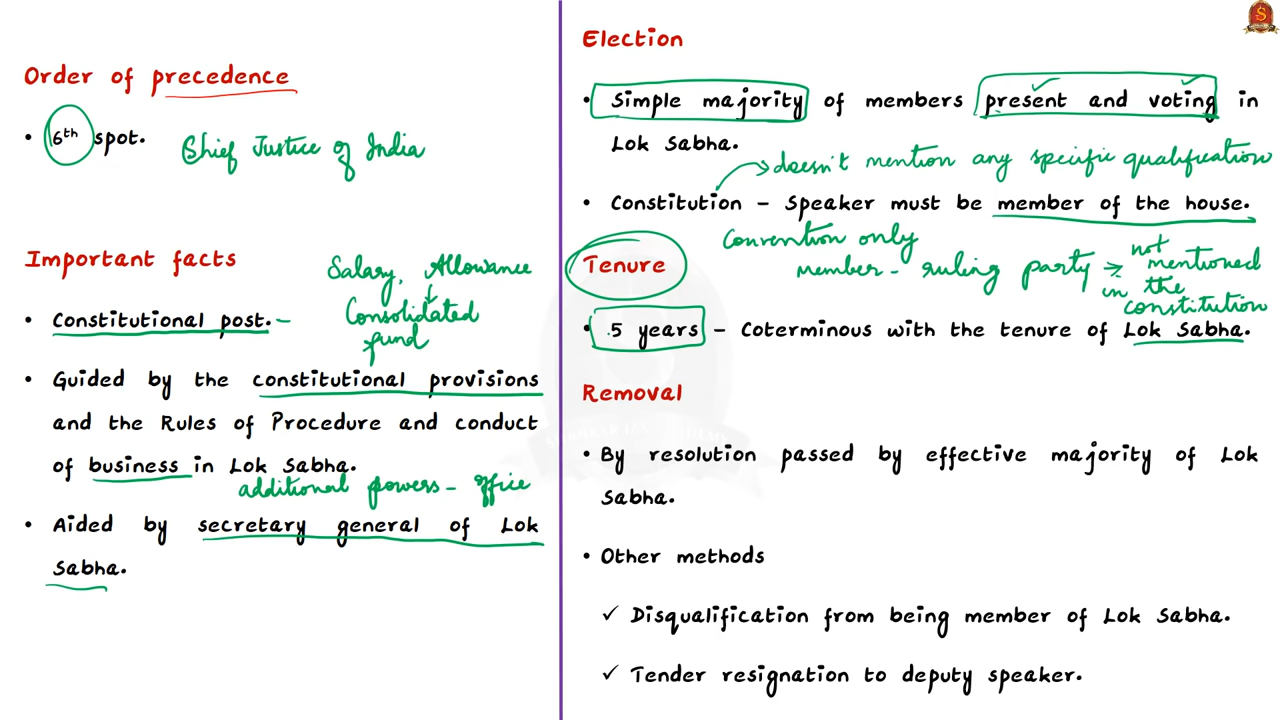 Order of precedence
• 6th spot.
Chief Justice of India
Important facts
Salary, Allowance
Consolidated
fund
• Constitutional post. -
• Guided by the constitutional provisions
and the Rules of Procedure and conduct
of business in Lok Sabha.
additional powers - office
• Aided by secretary general of Lok
Sabha.
Election
• Simple majority of members present and voting in
Lok Sabha.
doesn't mention any specific qualification
• Constitution - Speaker must be member of the house.
Convention only
member - ruling party → not
mentioned
in the
constitution
Tenure
• 5 years - Coterminous with the tenure of Lok Sabha.
Removal
• By resolution passed by effective majority of Lok
Sabha.
• Other methods
✓ Disqualification from being member of Lok Sabha.
✓ Tender resignation to deputy speaker.